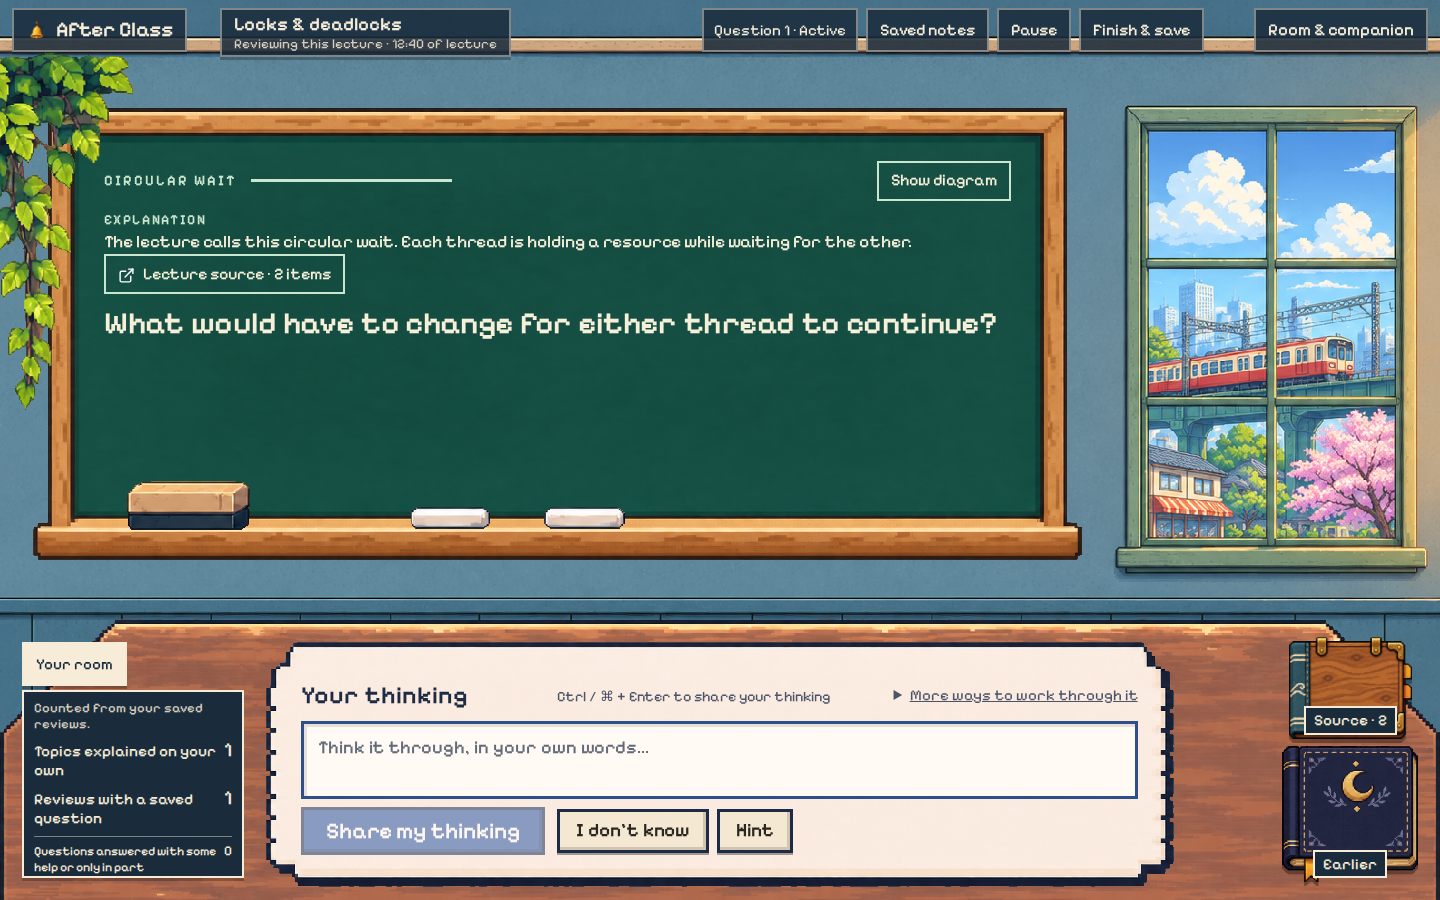 After Class
Locks & deadlocks
Reviewing this lecture · 12:40 of lecture
Question 1 · Active
Saved notes
Pause
Finish & save
Room & companion
CIRCULAR WAIT
Show diagram
EXPLANATION
The lecture calls this circular wait. Each thread is holding a resource while waiting for the other.
Lecture source · 2 items
What would have to change for either thread to continue?
Your room
Counted from your saved
reviews.
Topics explained on your 1
own
Reviews with a saved 1
question
Questions answered with some 0
help or only in part
Your thinking
Ctrl / ⌘ + Enter to share your thinking
More ways to work through it
Think it through, in your own words...
Share my thinking
I don't know
Hint
Source · 2
Earlier